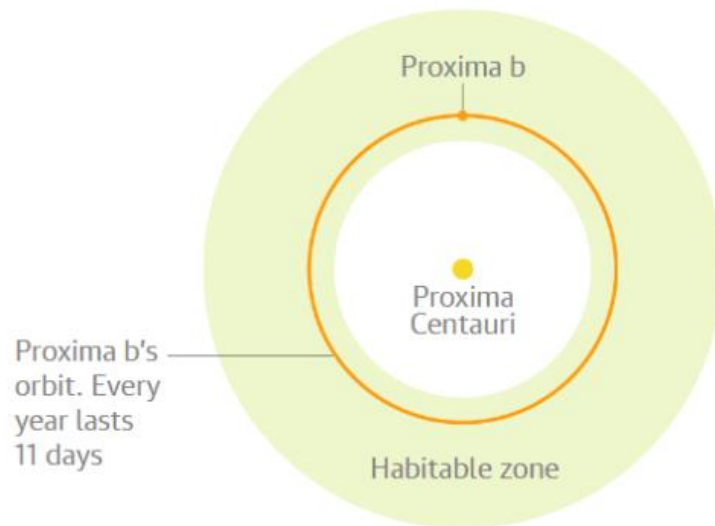 Proxima b
Proxima
Centauri
Proxima b's
orbit. Every
year lasts
11 days
Habitable zone